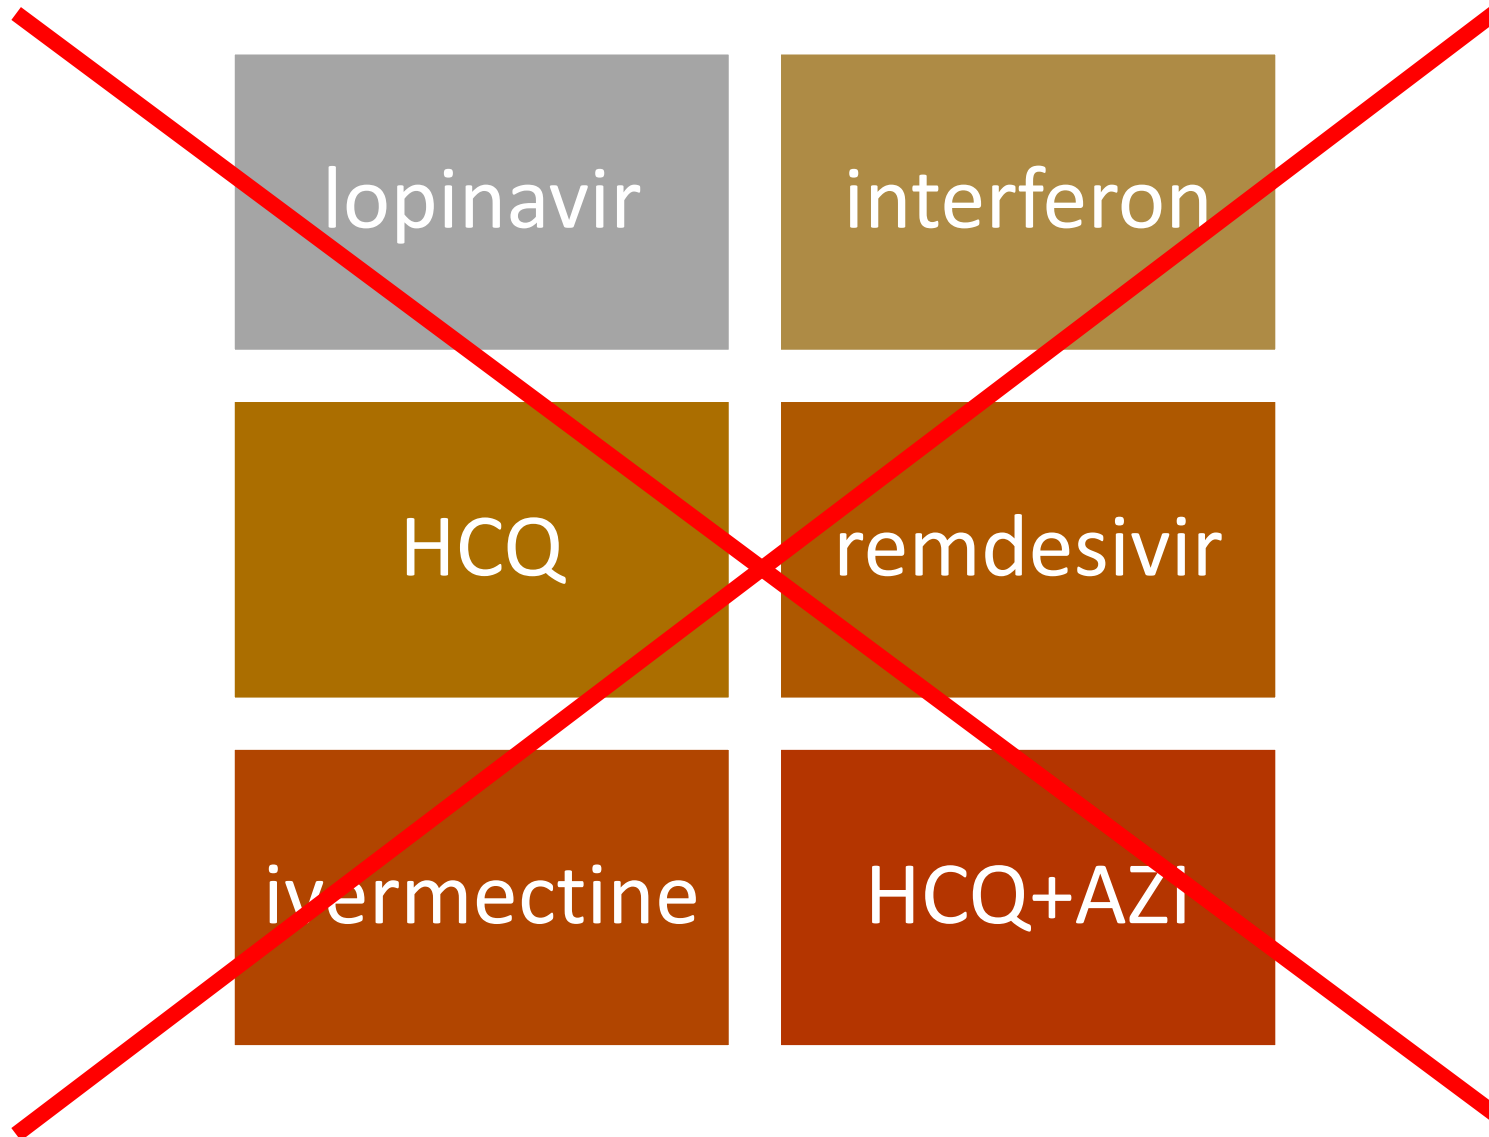 lopinavir
interferon
HCQ
remdesivir
ivermectine
HCQ+AZI